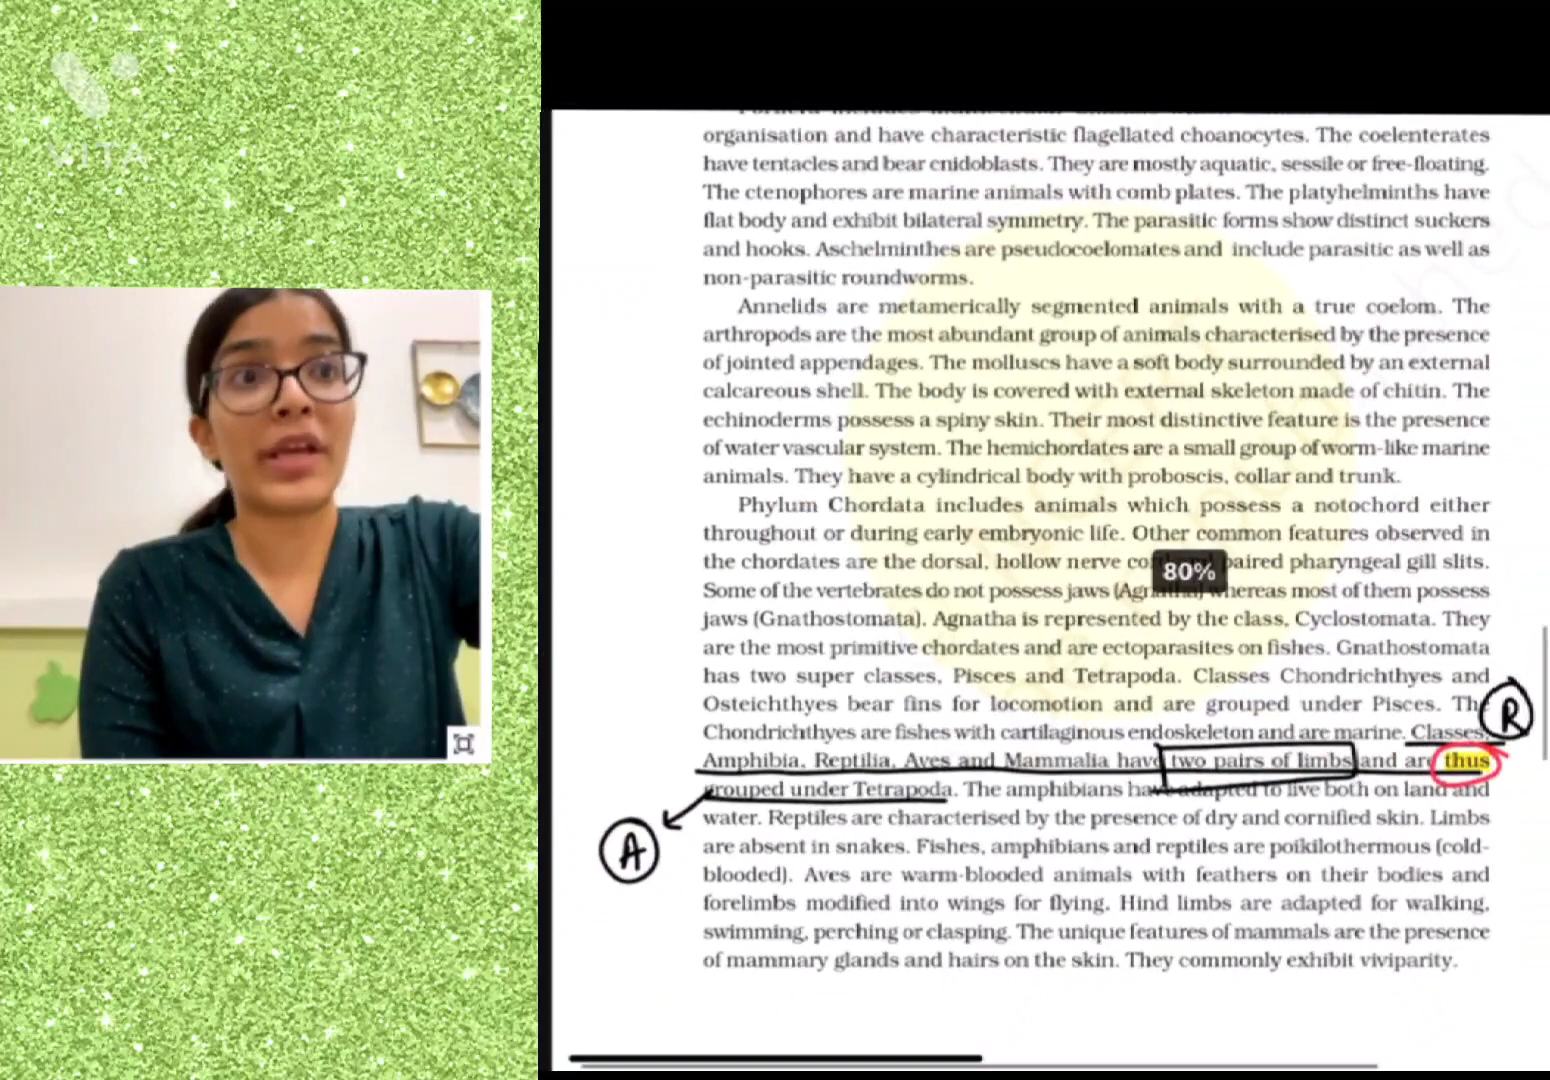 VITA
organisation and have characteristic flagellated choanocytes. The coelenterates
have tentacles and bear cnidoblasts. They are mostly aquatic, sessile or free-floating.
The ctenophores are marine animals with comb plates. The platyhelminths have
flat body and exhibit bilateral symmetry. The parasitic forms show distinct suckers
and hooks. Aschelminthes are pseudocoelomates and include parasitic as well as
non-parasitic roundworms.
Annelids are metamerically segmented animals with a true coelom. The
arthropods are the most abundant group of animals characterised by the presence
of jointed appendages. The molluscs have a soft body surrounded by an external
calcareous shell. The body is covered with external skeleton made of chitin. The
echinoderms possess a spiny skin. Their most distinctive feature is the presence
of water vascular system. The hemichordates are a small group of worm-like marine
animals. They have a cylindrical body with proboscis, collar and trunk.
Phylum Chordata includes animals which possess a notochord either
throughout or during early embryonic life. Other common features observed in
the chordates are the dorsal, hollow nerve 80% paired pharyngeal gill slits.
Some of the vertebrates do not possess jaws (Agnatha) whereas most of them possess
jaws (Gnathostomata). Agnatha is represented by the class, Cyclostomata. They
are the most primitive chordates and are ectoparasites on fishes. Gnathostomata
has two super classes, Pisces and Tetrapoda. Classes Chondrichthyes and
Osteichthyes bear fins for locomotion and are grouped under Pisces. The R
Chondrichthyes are fishes with cartilaginous endoskeleton and are marine. Classes,
Amphibia, Reptilia, Aves and Mammalia have two pairs of limbs and are thus
grouped under Tetrapoda. The amphibians have adapted to live both on land and
water. Reptiles are characterised by the presence of dry and cornified skin. Limbs
A
are absent in snakes. Fishes, amphibians and reptiles are poikilothermous (cold-
blooded). Aves are warm-blooded animals with feathers on their bodies and
forelimbs modified into wings for flying. Hind limbs are adapted for walking,
swimming, perching or clasping. The unique features of mammals are the presence
of mammary glands and hairs on the skin. They commonly exhibit viviparity.